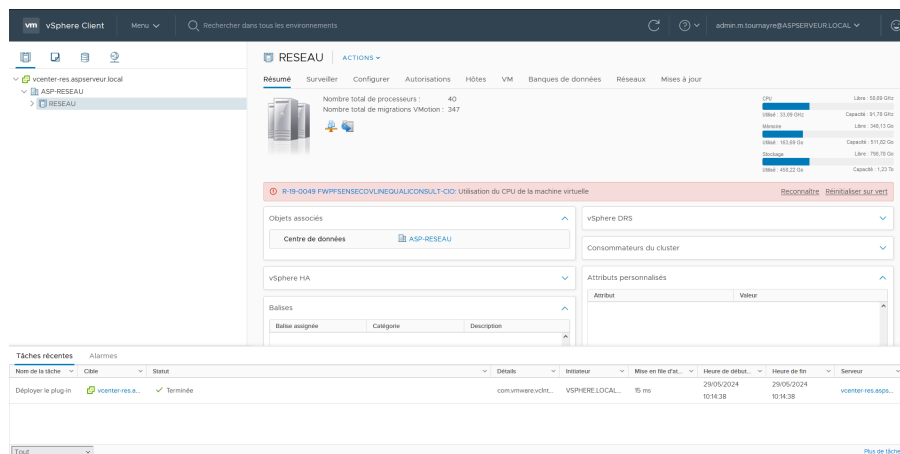 vm vSphere Client Menu Rechercher dans tous les environnements admin.m.tournayre@ASPSERVEUR.LOCAL
vcenter-res.aspserveur.local
ASP-RESEAU
RESEAU
RESEAU ACTIONS
Résumé Surveiller Configurer Autorisations Hôtes VM Banques de données Réseaux Mises à jour
Nombre total de processeurs : 40
Nombre total de migrations VMotion : 347
CPU Libre : 58,69 GHz
Utilisé : 33,09 GHz Capacité : 91,78 GHz
Mémoire Libre : 348,13 Go
Utilisé : 163,69 Go Capacité : 511,82 Go
Stockage Libre : 798,78 Go
Utilisé : 458,22 Go Capacité : 1,23 To
R-19-0049 FWPFSENSECOVLINEQUALICONSULT-CIO: Utilisation du CPU de la machine virtuelle Reconnaître Réinitialiser sur vert
Objets associés
Centre de données ASP-RESEAU
vSphere HA
Balises
Balise assignée Catégorie Description
vSphere DRS
Consommateurs du cluster
Attributs personnalisés
Attribut Valeur
Tâches récentes Alarmes
Nom de la tâche Cible Statut Détails Initiateur Mise en file d'at... Heure de début... Heure de fin Serveur
Déployer le plug-in vcenter-res.a... Terminée com.vmware.vclnt... VSPHERE.LOCAL... 15 ms 29/05/2024 10:14:38 29/05/2024 10:14:38 vcenter-res.asps...
Tout Plus de tâche